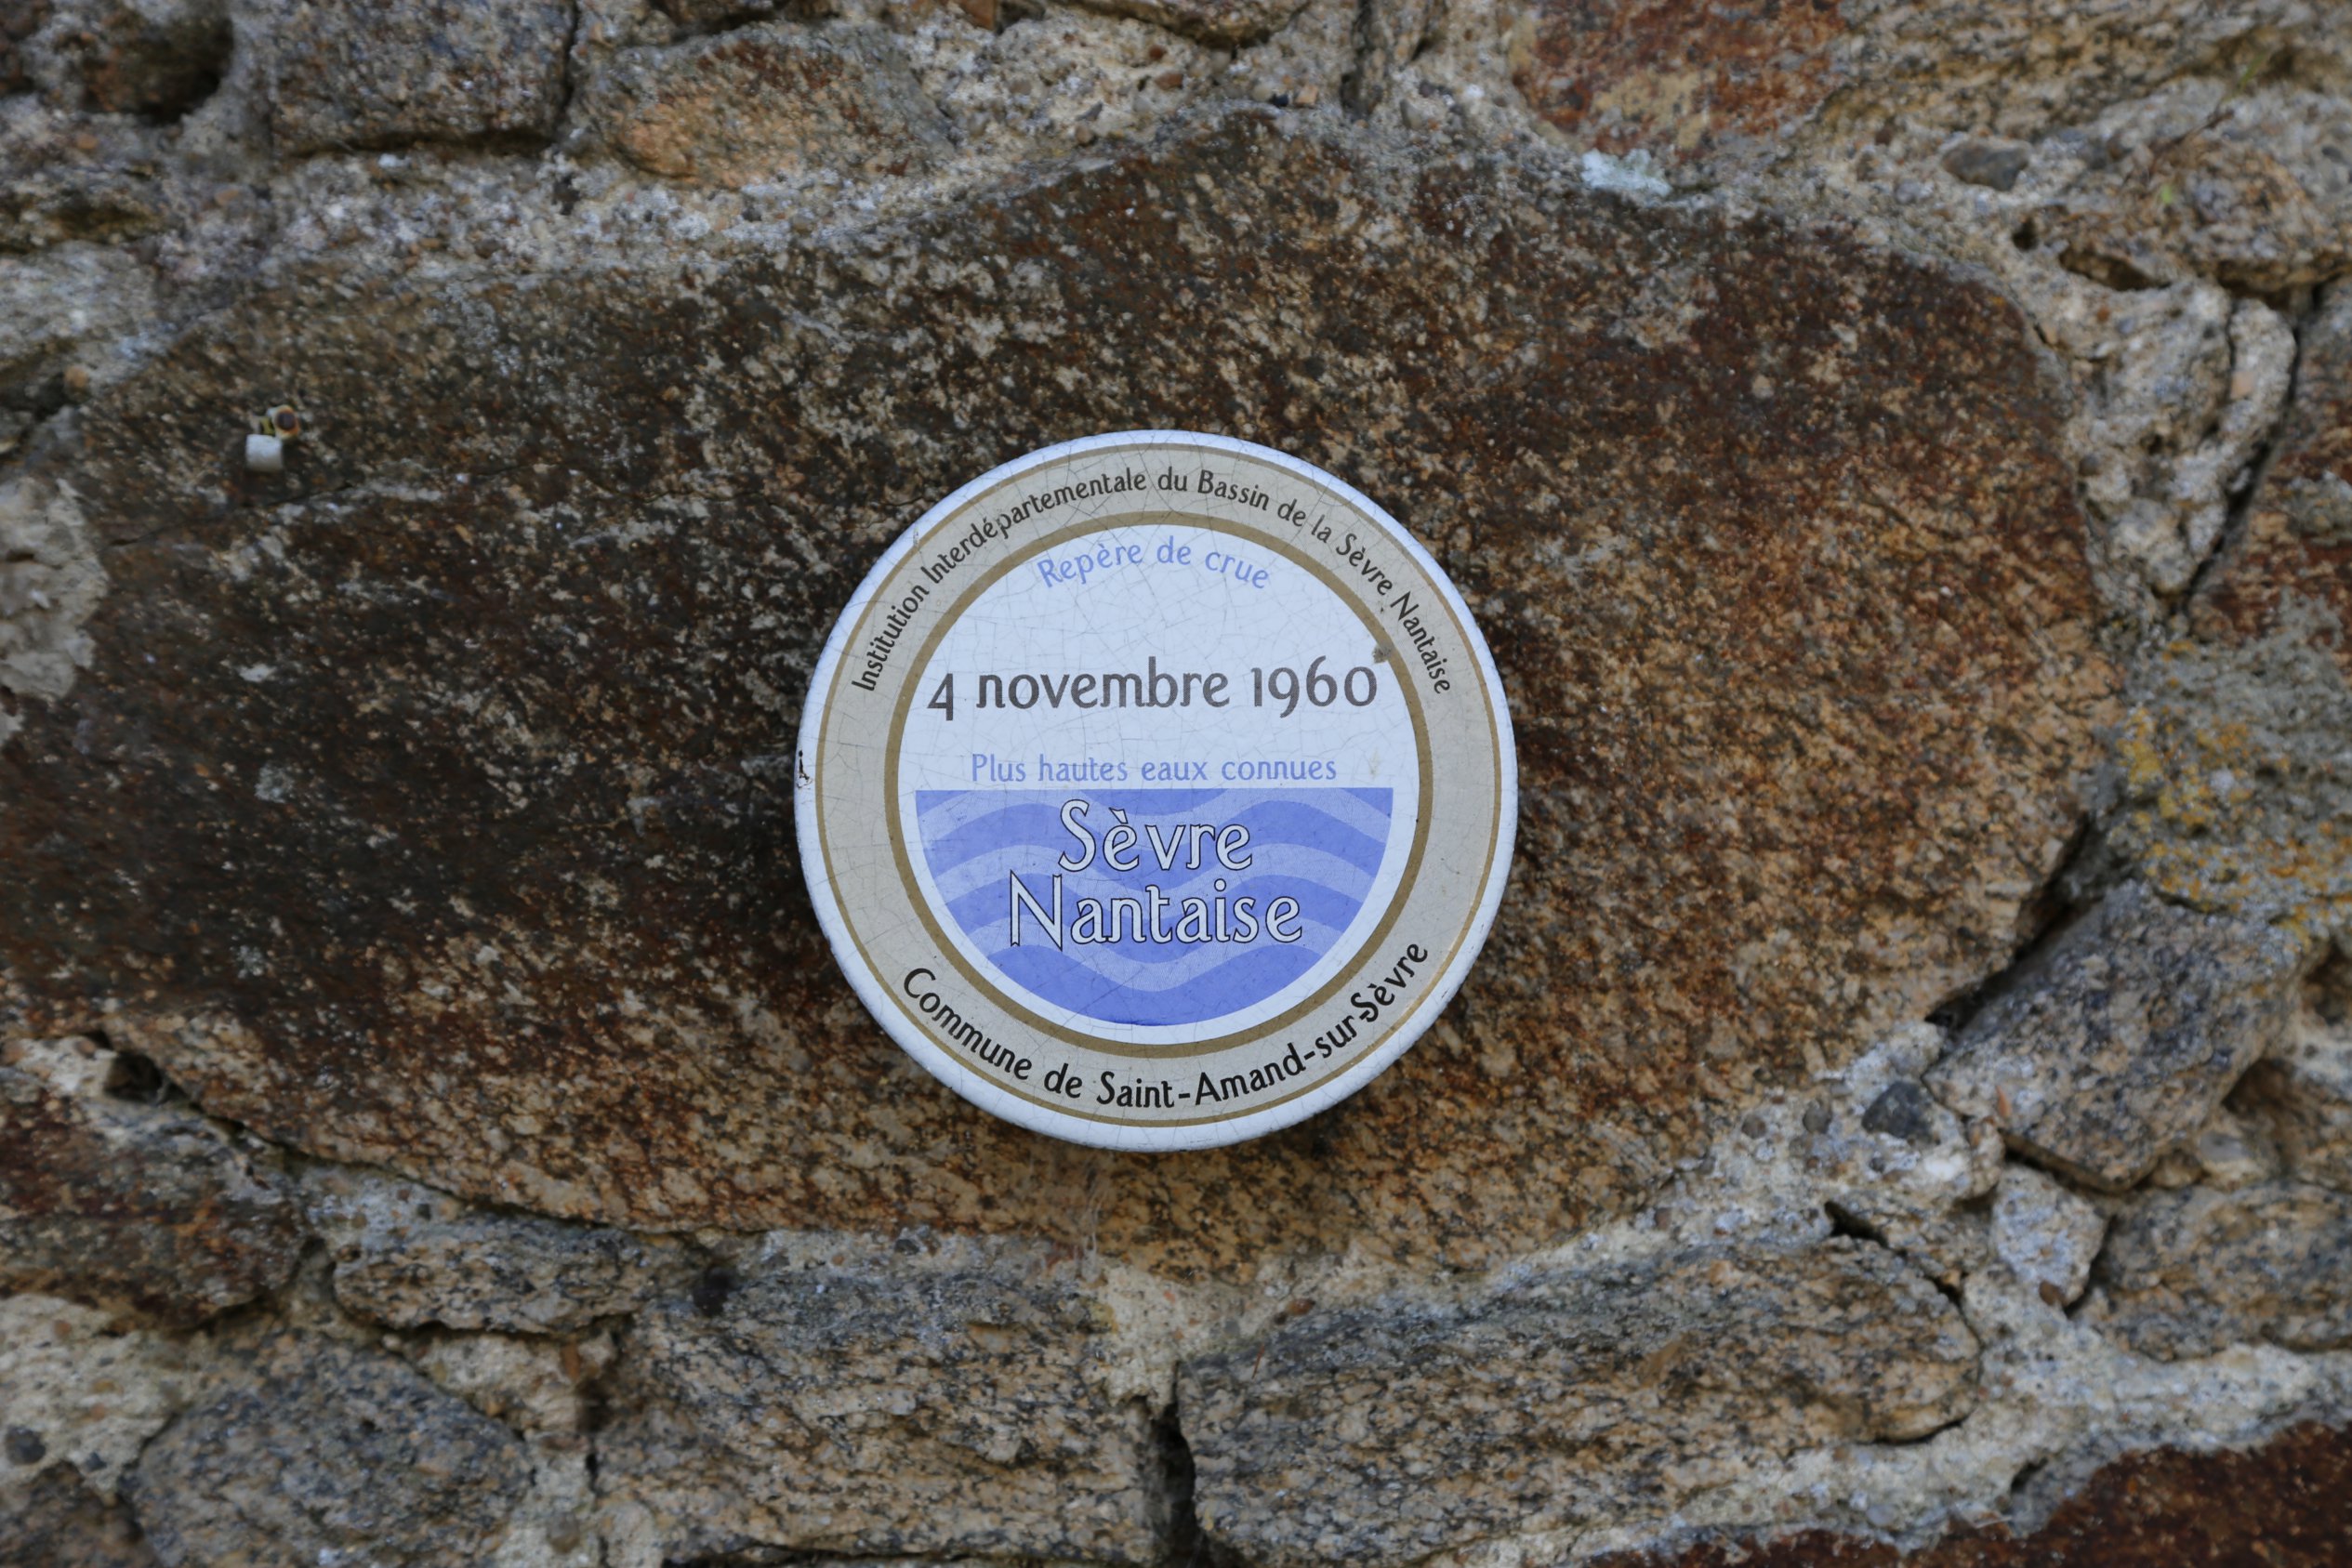 Institution Interdépartementale du Bassin de la Sèvre Nantaise
Repère de crue
4 novembre 1960
Plus hautes eaux connues
Sèvre
Nantaise
Commune de Saint-Amand-sur-Sèvre